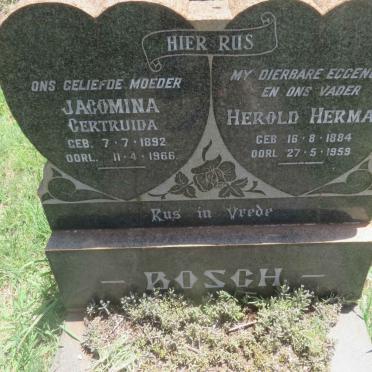 HIER RUS
ONS GELIEFDE MOEDER
JACOMINA
GERTRUIDA
GEB. 7-7-1892
OORL. 11-4-1966
MY DIERBARE EGGENO
EN ONS VADER
HEROLD HERMA
GEB 16-8-1884
OORL 27-5-1959
Rus in Vrede
- BOSCH -